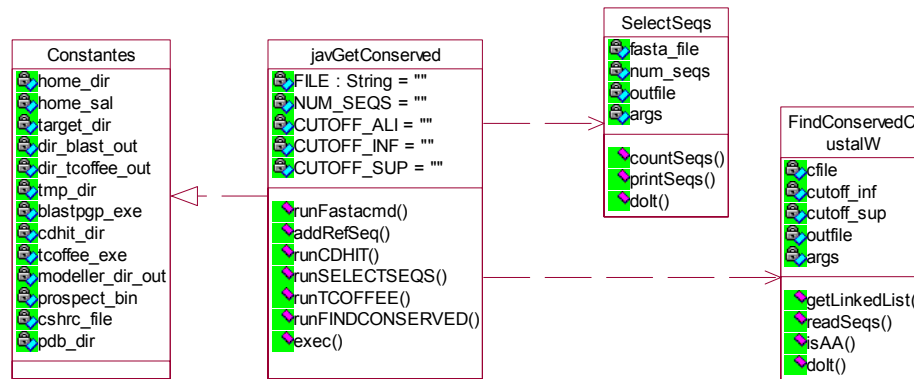 Constantes
home_dir
home_sal
target_dir
dir_blast_out
dir_tcoffee_out
tmp_dir
blastpgp_exe
cdhit_dir
tcoffee_exe
modeller_dir_out
prospect_bin
cshrc_file
pdb_dir
javGetConserved
FILE : String = ""
NUM_SEQS = ""
CUTOFF_ALI = ""
CUTOFF_INF = ""
CUTOFF_SUP = ""
runFastacmd()
addRefSeq()
runCDHIT()
runSELECTSEQS()
runTCOFFEE()
runFINDCONSERVED()
exec()
SelectSeqs
fasta_file
num_seqs
outfile
args
countSeqs()
printSeqs()
doIt()
FindConservedC
ustalW
cfile
cutoff_inf
cutoff_sup
outfile
args
getLinkedList(
readSeqs()
isAA()
doIt()